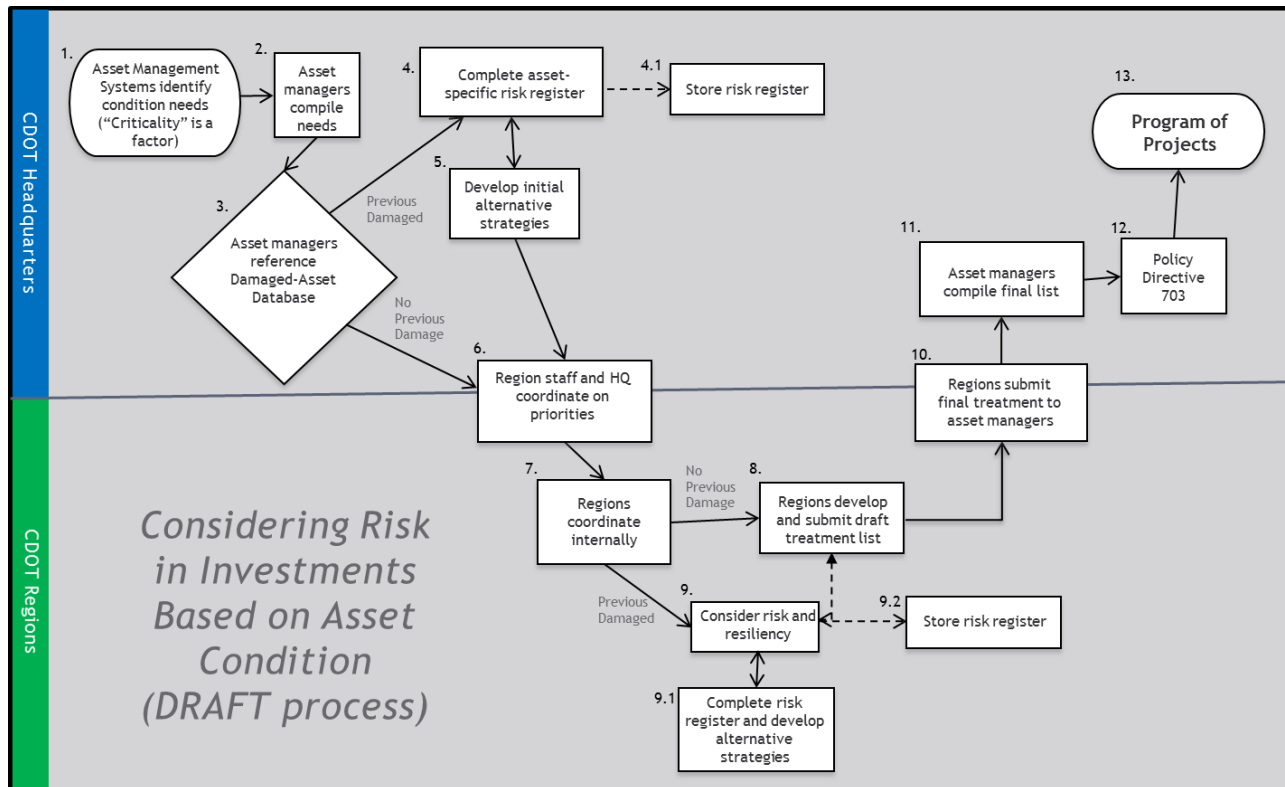 CDOT Headquarters
CDOT Regions
1.
Asset Management
Systems identify
condition needs
(“Criticality” is a
factor)
2.
Asset
managers
compile
needs
3.
Asset managers
reference
Damaged-Asset
Database
Previous
Damaged
No
Previous
Damage
4.
Complete asset-
specific risk register
4.1
Store risk register
5.
Develop initial
alternative
strategies
6.
Region staff and HQ
coordinate on
priorities
7.
Regions
coordinate
internally
No
Previous
Damage
Previous
Damaged
8.
Regions develop
and submit draft
treatment list
9.
Consider risk and
resiliency
9.1
Complete risk
register and develop
alternative
strategies
9.2
Store risk register
10.
Regions submit
final treatment to
asset managers
11.
Asset managers
compile final list
12.
Policy
Directive
703
13.
Program of
Projects
Considering Risk
in Investments
Based on Asset
Condition
(DRAFT process)